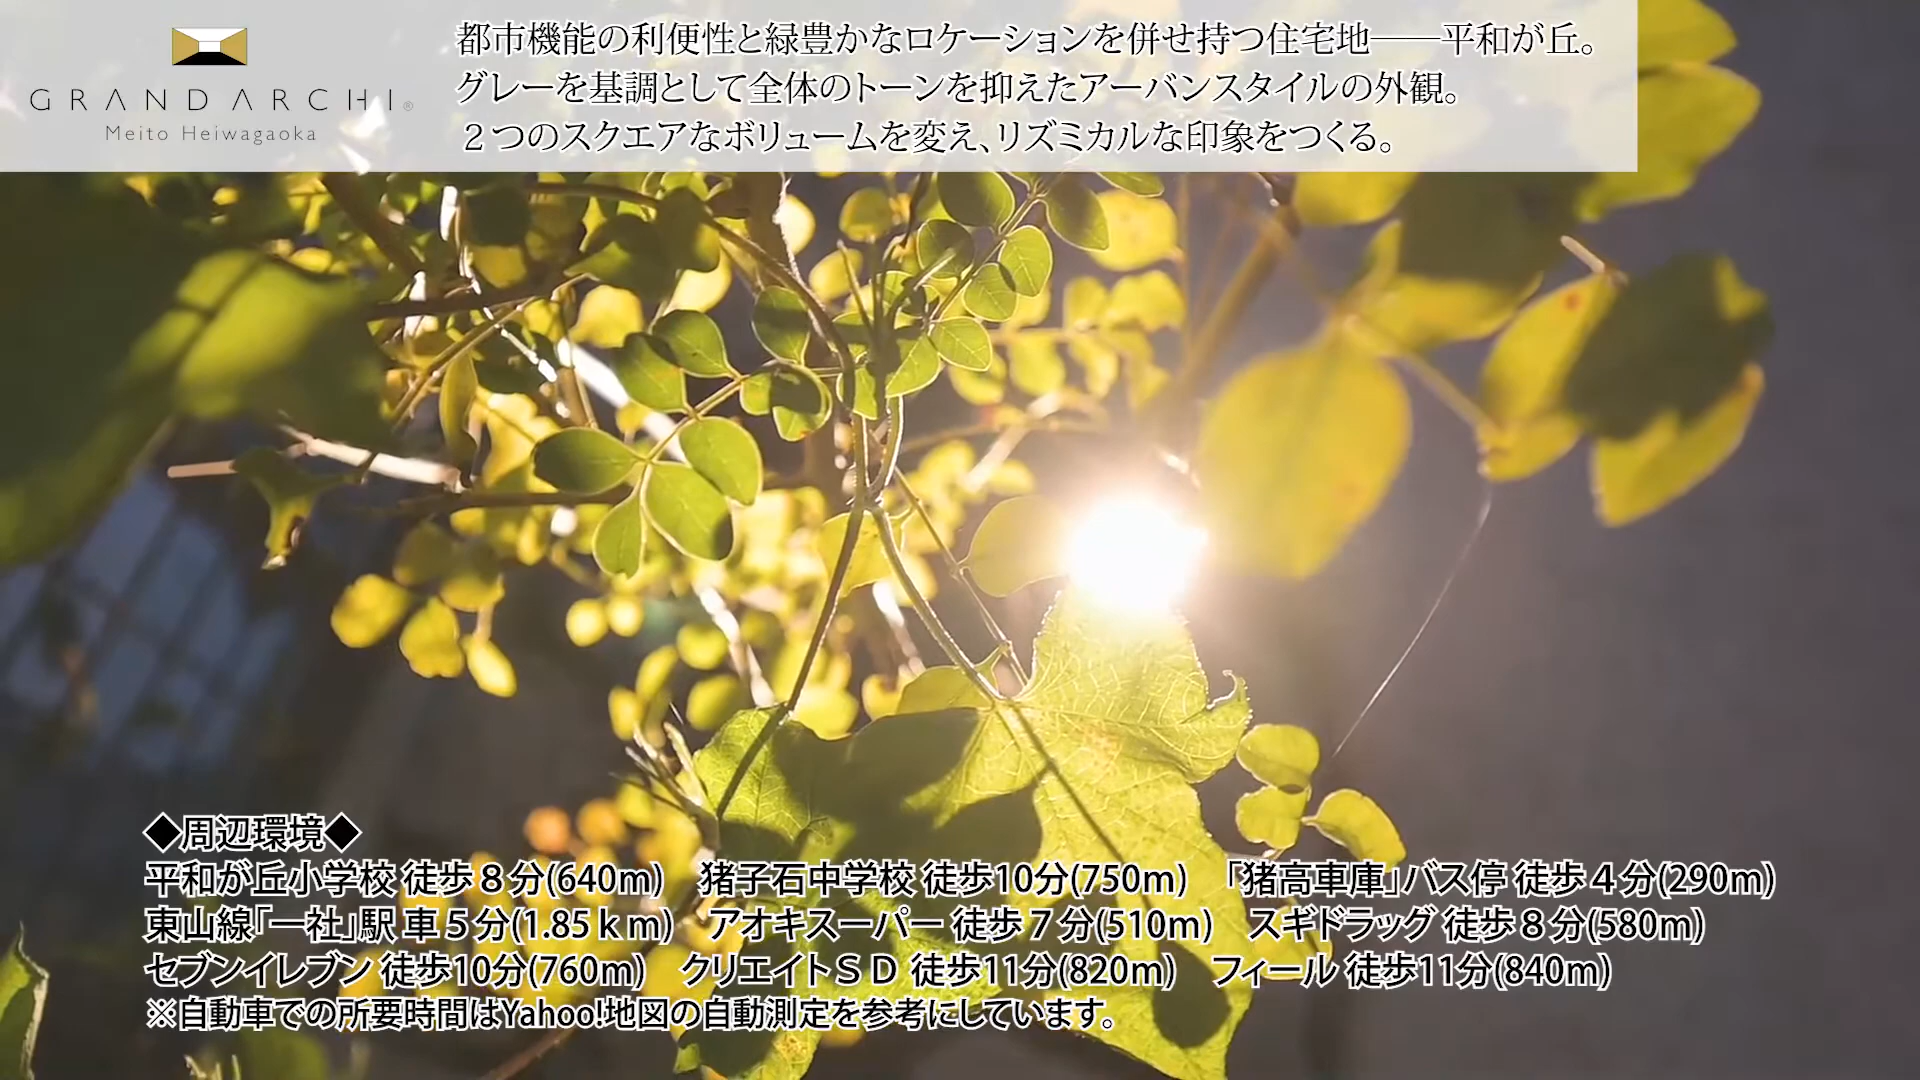 GRAND ARCHI®
Meito Heiwagaoka
都市機能の利便性と緑豊かなロケーションを併せ持つ住宅地――平和が丘。
グレーを基調として全体のトーンを抑えたアーバンスタイルの外観。
２つのスクエアなボリュームを変え、リズミカルな印象をつくる。
◆周辺環境◆
平和が丘小学校 徒歩８分(640m)　猪子石中学校 徒歩10分(750m)　「猪高車庫」バス停 徒歩４分(290m)
東山線「一社」駅 車５分(1.85ｋm)　アオキスーパー 徒歩７分(510m)　スギドラッグ 徒歩８分(580m)
セブンイレブン 徒歩10分(760m)　クリエイトＳＤ 徒歩11分(820m)　フィール 徒歩11分(840m)
※自動車での所要時間はYahoo!地図の自動測定を参考にしています。